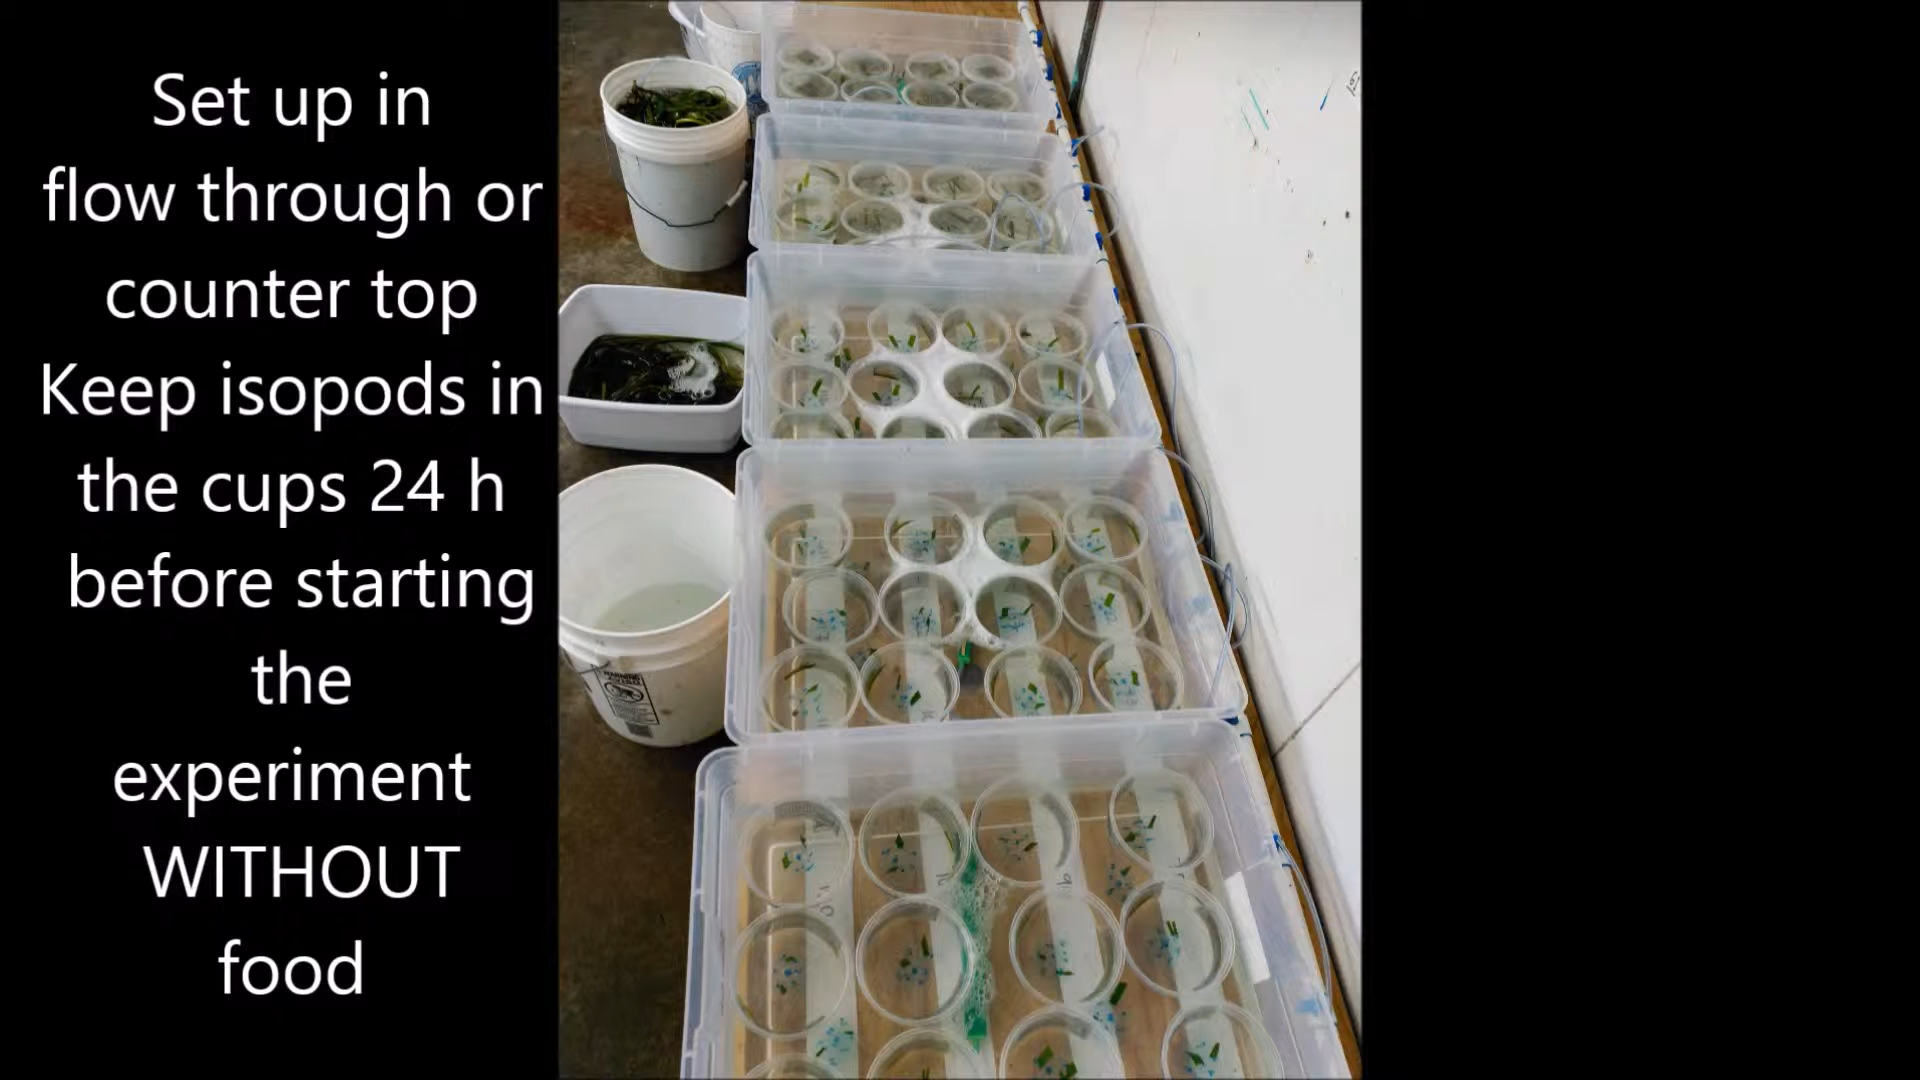 Set up in
flow through or
counter top
Keep isopods in
the cups 24 h
before starting
the
experiment
WITHOUT
food
WARNING